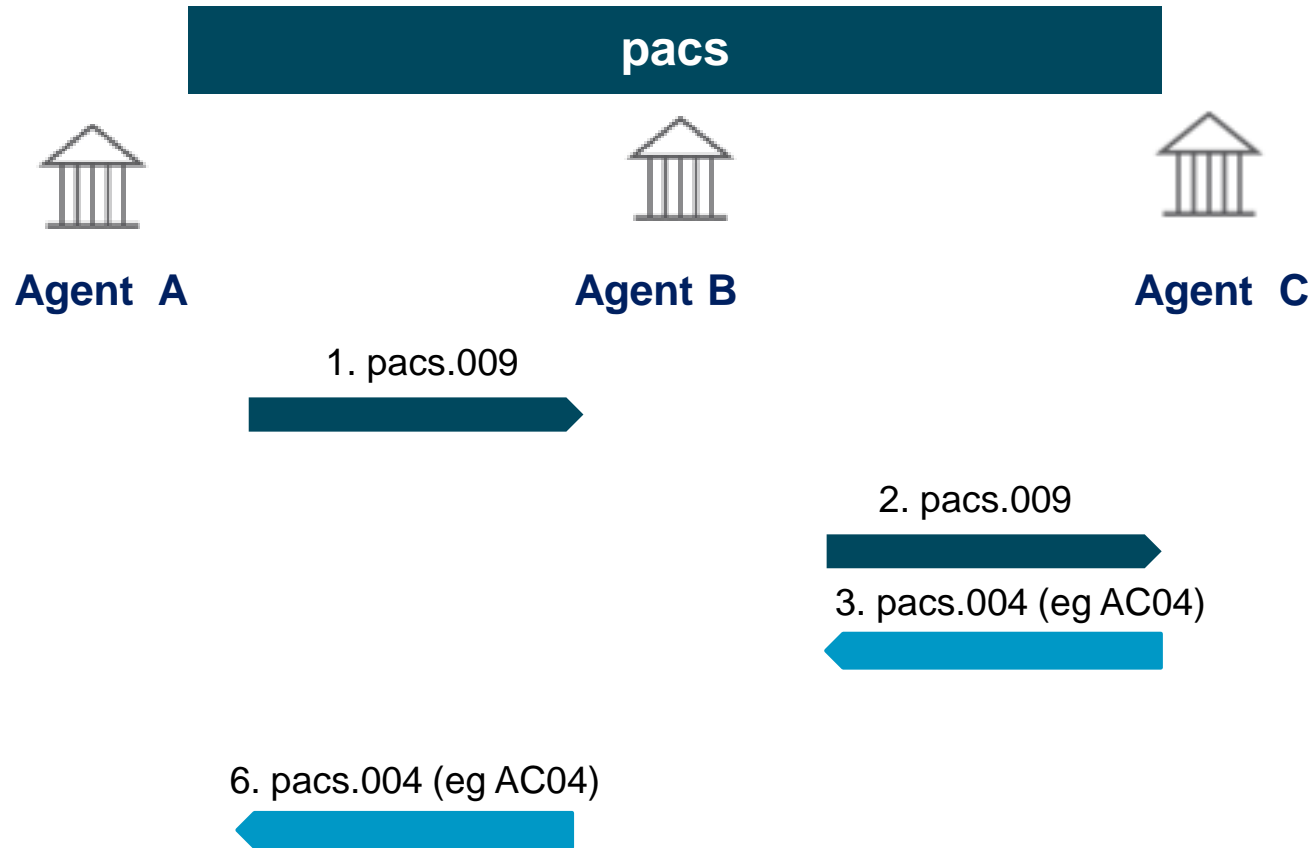 pacs
Agent A
Agent B
Agent C
1. pacs.009
2. pacs.009
3. pacs.004 (eg AC04)
6. pacs.004 (eg AC04)